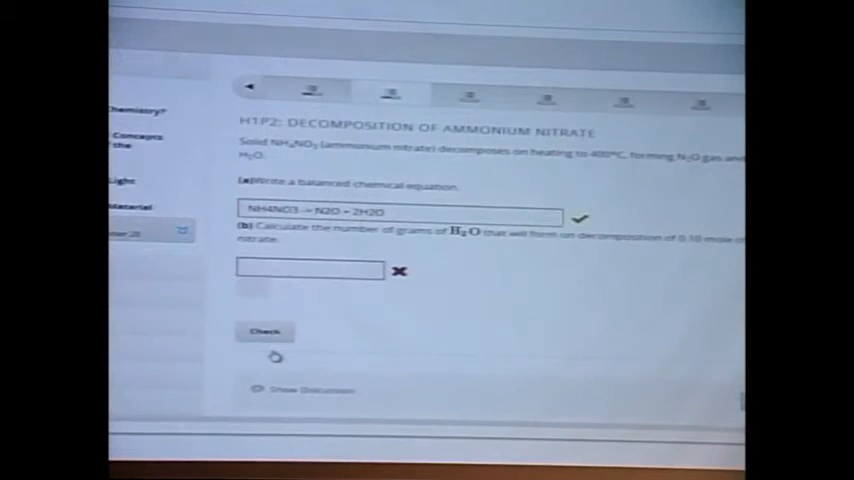 Chemistry?
Concepts
the
Light
Material
H1P2: DECOMPOSITION OF AMMONIUM NITRATE
Solid NH4NO3 (ammonium nitrate) decomposes on heating to 400°C, forming N2O gas and
H2O.
(a) Write a balanced chemical equation.
NH4NO3 -> N2O + 2H2O
(b) Calculate the number of grams of H2O that will form on decomposition of 0.10 mole of
nitrate.
Check
Show Discussion